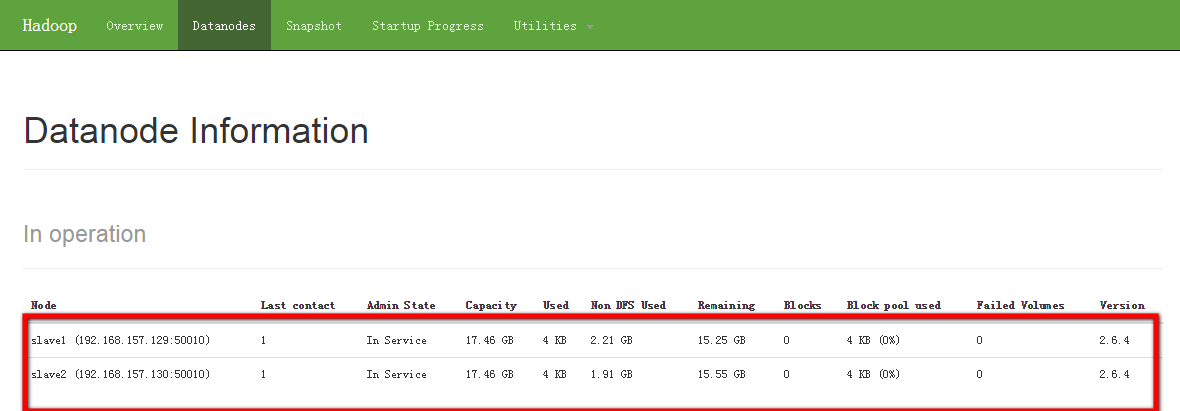 Hadoop Overview Datanodes Snapshot Startup Progress Utilities
Datanode Information
In operation
Node Last contact Admin State Capacity Used Non DFS Used Remaining Blocks Block pool used Failed Volumes Version
slave1 (192.168.157.129:50010) 1 In Service 17.46 GB 4 KB 2.21 GB 15.25 GB 0 4 KB (0%) 0 2.6.4
slave2 (192.168.157.130:50010) 1 In Service 17.46 GB 4 KB 1.91 GB 15.55 GB 0 4 KB (0%) 0 2.6.4